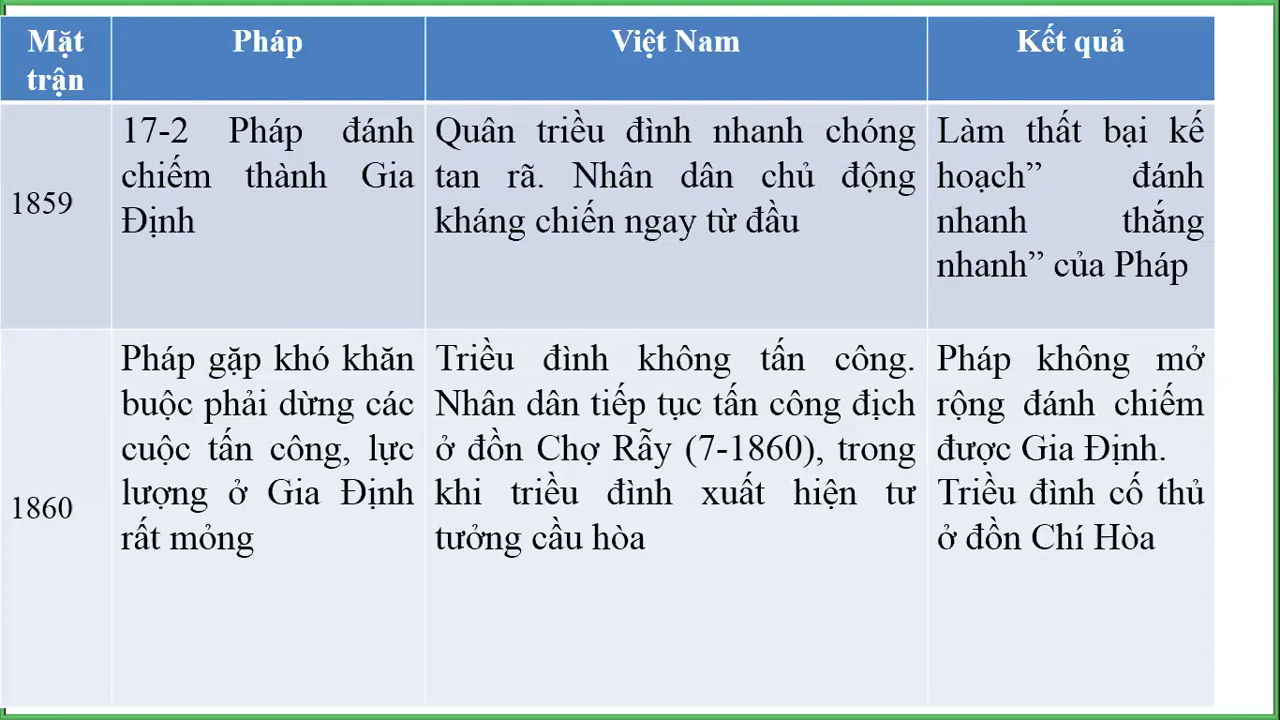 Mặt
trận
Pháp
Việt Nam
Kết quả
1859
17-2 Pháp đánh
chiếm thành Gia
Định
Quân triều đình nhanh chóng
tan rã. Nhân dân chủ động
kháng chiến ngay từ đầu
Làm thất bại kế
hoạch” đánh
nhanh thắng
nhanh” của Pháp
1860
Pháp gặp khó khăn
buộc phải dừng các
cuộc tấn công, lực
lượng ở Gia Định
rất mỏng
Triều đình không tấn công.
Nhân dân tiếp tục tấn công địch
ở đồn Chợ Rẫy (7-1860), trong
khi triều đình xuất hiện tư
tưởng cầu hòa
Pháp không mở
rộng đánh chiếm
được Gia Định.
Triều đình cố thủ
ở đồn Chí Hòa